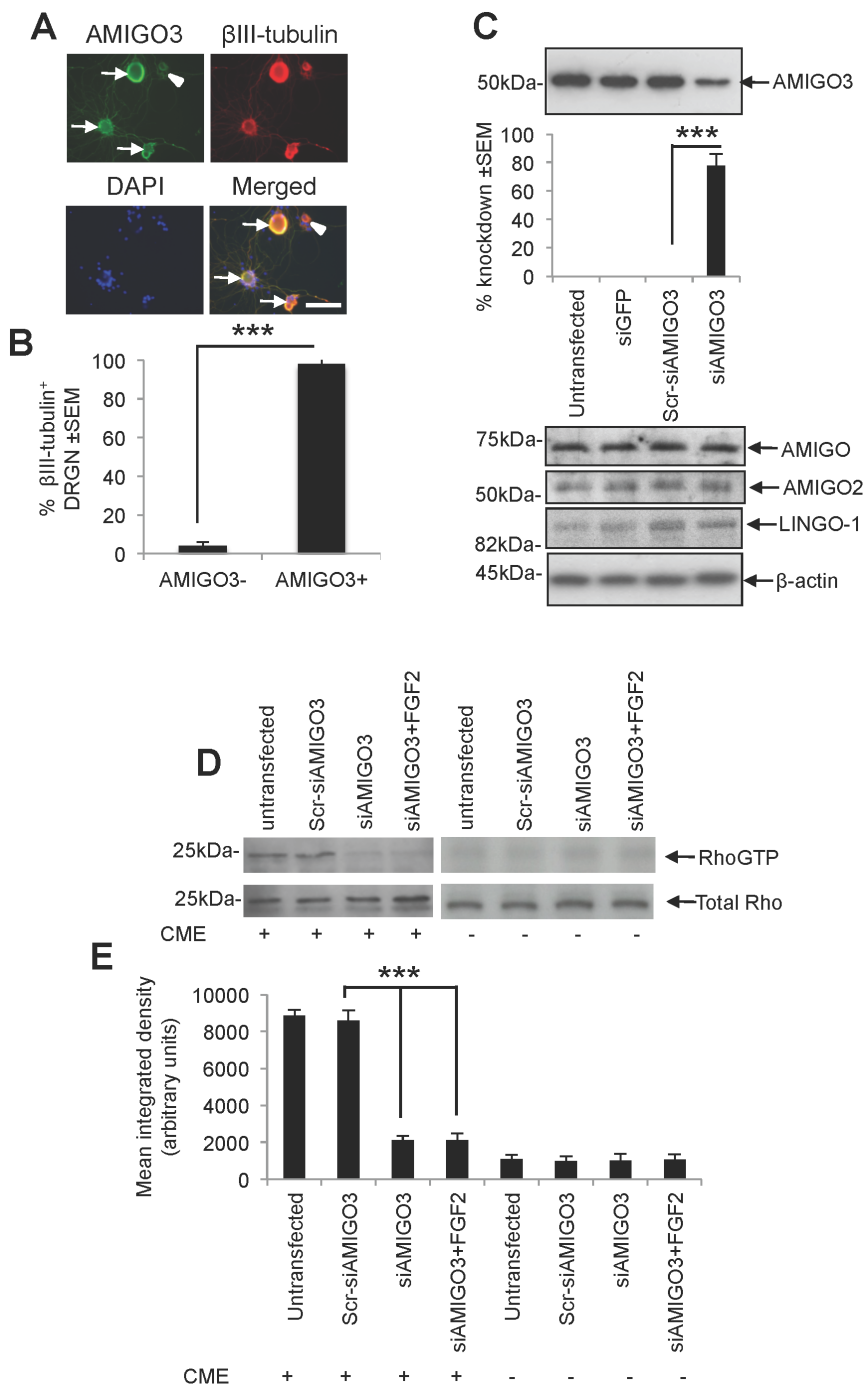 A
AMIGO3
βIII-tubulin
DAPI
Merged
B
***
% βIII-tubulin⁺
DRGN ±SEM
100
80
60
40
20
0
AMIGO3-
AMIGO3+
C
50kDa-
AMIGO3
% knockdown ±SEM
100
80
60
40
20
0
***
Untransfected
siGFP
Scr-siAMIGO3
siAMIGO3
75kDa-
AMIGO
50kDa-
AMIGO2
LINGO-1
82kDa-
45kDa-
β-actin
D
untransfected
Scr-siAMIGO3
siAMIGO3
siAMIGO3+FGF2
untransfected
Scr-siAMIGO3
siAMIGO3
siAMIGO3+FGF2
25kDa-
RhoGTP
25kDa-
Total Rho
CME + + + + - - - -
E
***
Mean integrated density
(arbitrary units)
10000
8000
6000
4000
2000
0
Untransfected
Scr-siAMIGO3
siAMIGO3
siAMIGO3+FGF2
Untransfected
Scr-siAMIGO3
siAMIGO3
siAMIGO3+FGF2
CME + + + + - - - -